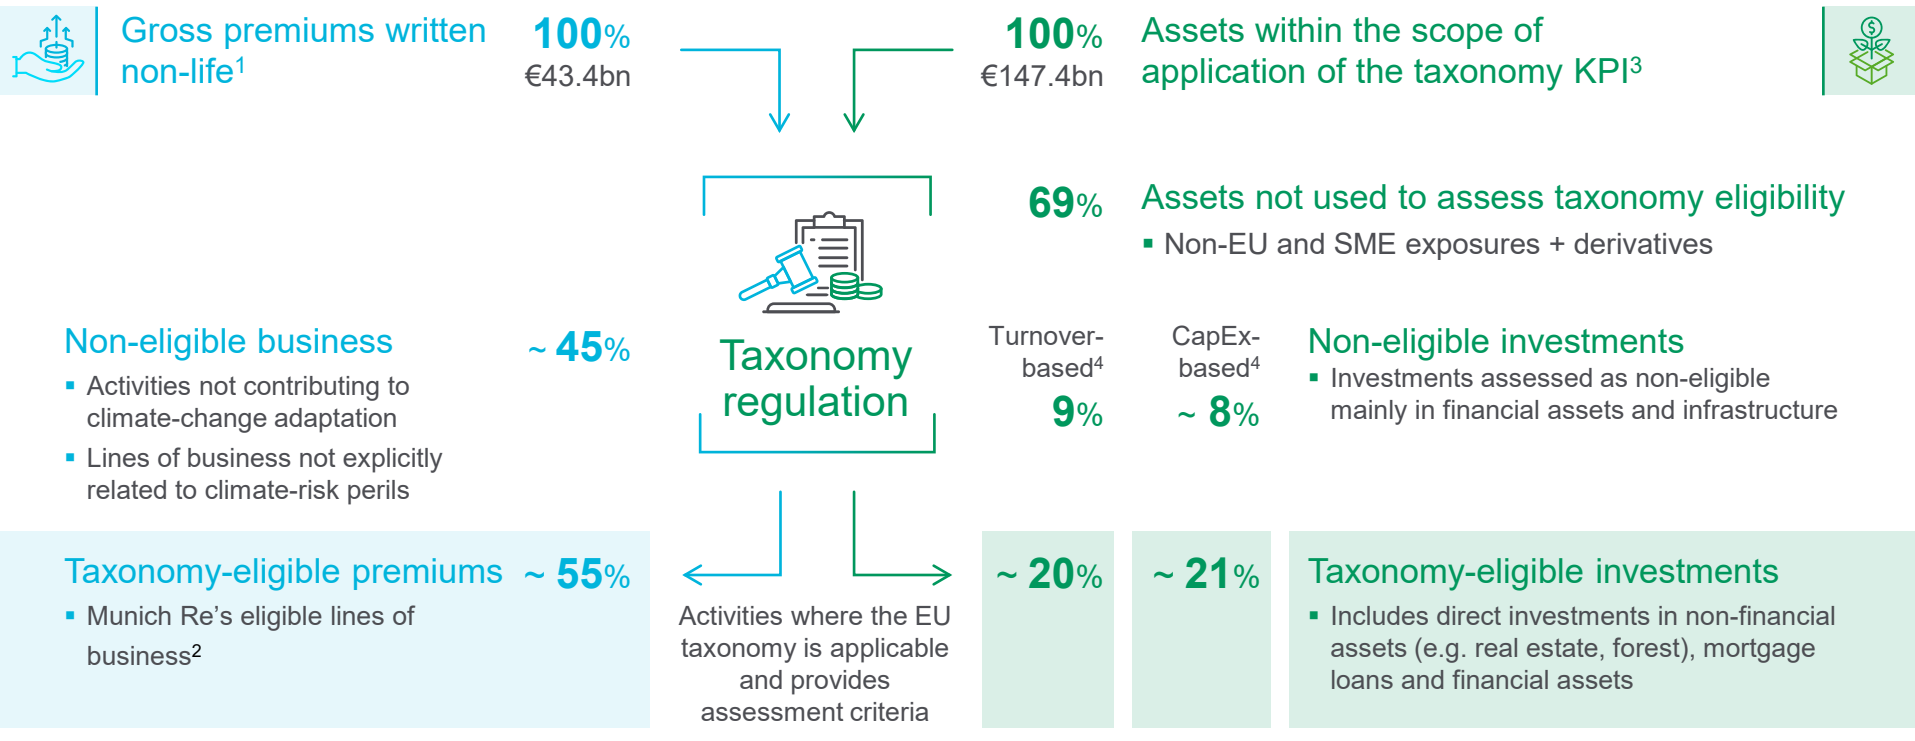 Gross premiums written
non-life1
100%
€43.4bn
100%
€147.4bn
Assets within the scope of
application of the taxonomy KPI3
$
69%
Assets not used to assess taxonomy eligibility
▪ Non-EU and SME exposures + derivatives
Non-eligible business
~ 45%
▪ Activities not contributing to
climate-change adaptation
▪ Lines of business not explicitly
related to climate-risk perils
Taxonomy
regulation
Turnover-
based4
9%
CapEx-
based4
~ 8%
Non-eligible investments
▪ Investments assessed as non-eligible
mainly in financial assets and infrastructure
Taxonomy-eligible premiums
~ 55%
▪ Munich Re’s eligible lines of
business2
Activities where the EU
taxonomy is applicable
and provides
assessment criteria
~ 20%
~ 21%
Taxonomy-eligible investments
▪ Includes direct investments in non-financial
assets (e.g. real estate, forest), mortgage
loans and financial assets